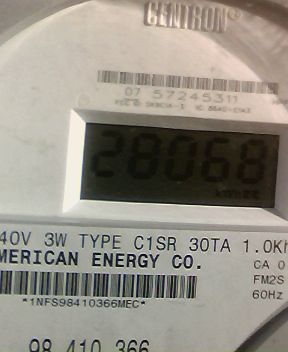 CENTRON®
07 57245311
28068
40V 3W TYPE C1SR 30TA 1.0Kh
MERICAN ENERGY CO.
CA 0
FM2S
*1NFS98410366MEC*
60Hz
98 410 366